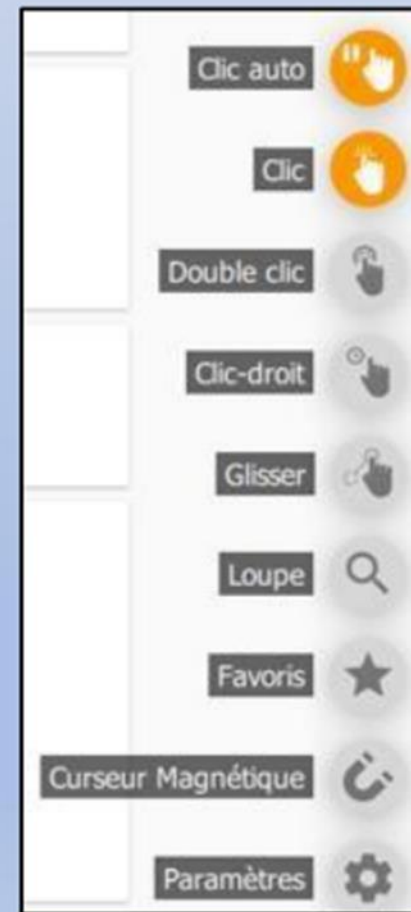 Clic auto
Clic
Double clic
Clic-droit
Glisser
Loupe
Favoris
Curseur Magnétique
Paramètres